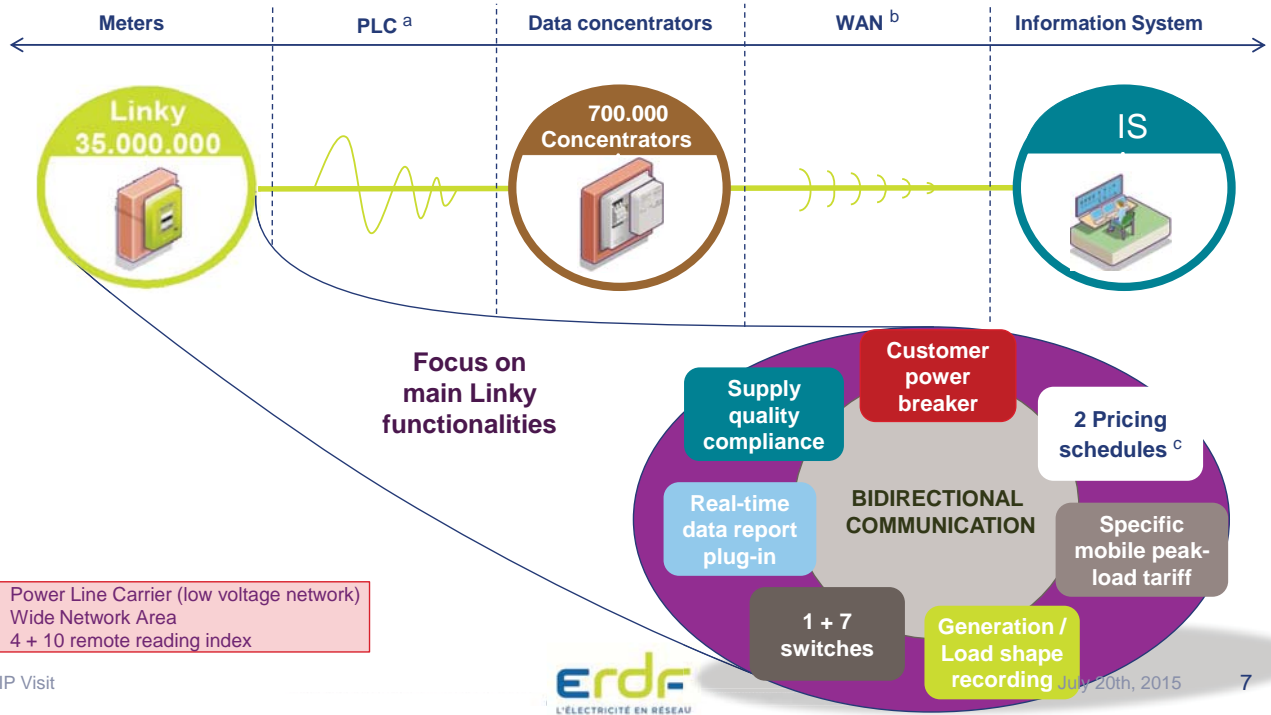 Meters
PLC a
Data concentrators
WAN b
Information System
Linky
35.000.000
700.000
Concentrators
IS
Focus on
main Linky
functionalities
Customer
power
breaker
Supply
quality
compliance
2 Pricing
schedules c
Real-time
data report
plug-in
BIDIRECTIONAL
COMMUNICATION
Specific
mobile peak-
load tariff
1 + 7
switches
Generation /
Load shape
recording
Power Line Carrier (low voltage network)
Wide Network Area
4 + 10 remote reading index
IP Visit
ERDF
L'ÉLECTRICITÉ EN RÉSEAU
July 20th, 2015
7